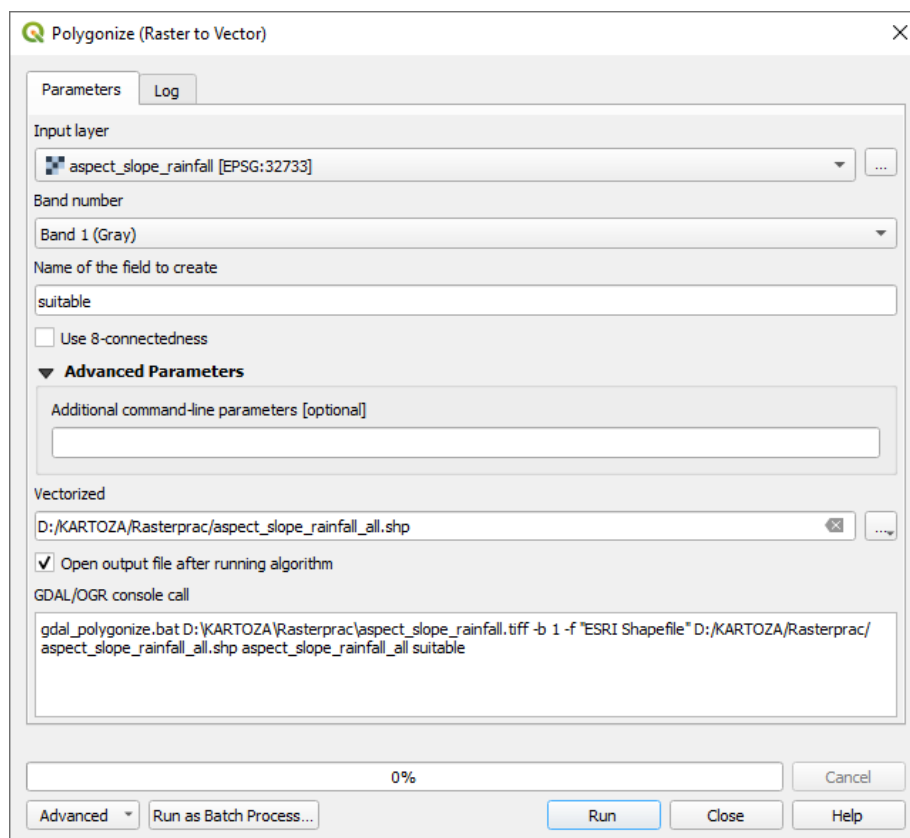 Polygonize (Raster to Vector)
Parameters
Log
Input layer
aspect_slope_rainfall [EPSG:32733]
...
Band number
Band 1 (Gray)
Name of the field to create
suitable
Use 8-connectedness
Advanced Parameters
Additional command-line parameters [optional]
Vectorized
D:/KARTOZA/Rasterprac/aspect_slope_rainfall_all.shp
...
Open output file after running algorithm
GDAL/OGR console call
gdal_polygonize.bat D:\KARTOZA\Rasterprac\aspect_slope_rainfall.tiff -b 1 -f "ESRI Shapefile" D:/KARTOZA/Rasterprac/
aspect_slope_rainfall_all.shp aspect_slope_rainfall_all suitable
0%
Cancel
Advanced
Run as Batch Process...
Run
Close
Help